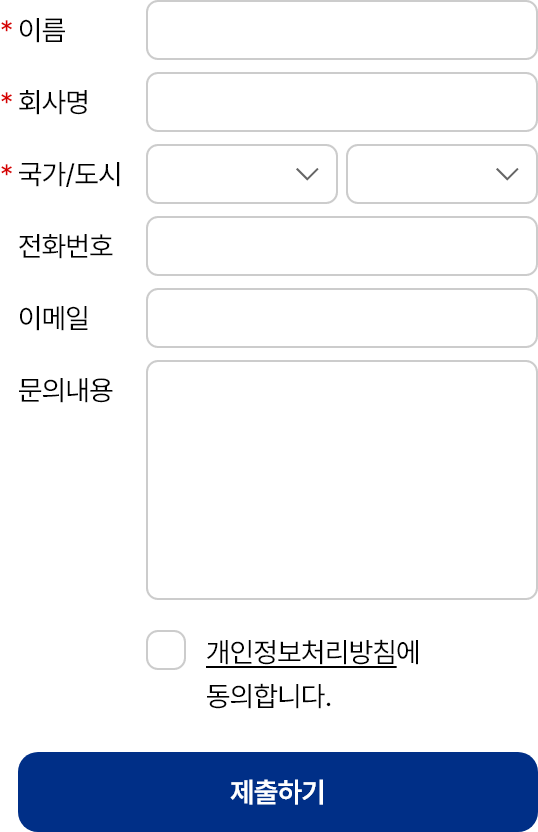 * 이름
* 회사명
* 국가/도시
전화번호
이메일
문의내용
개인정보처리방침에
동의합니다.
제출하기